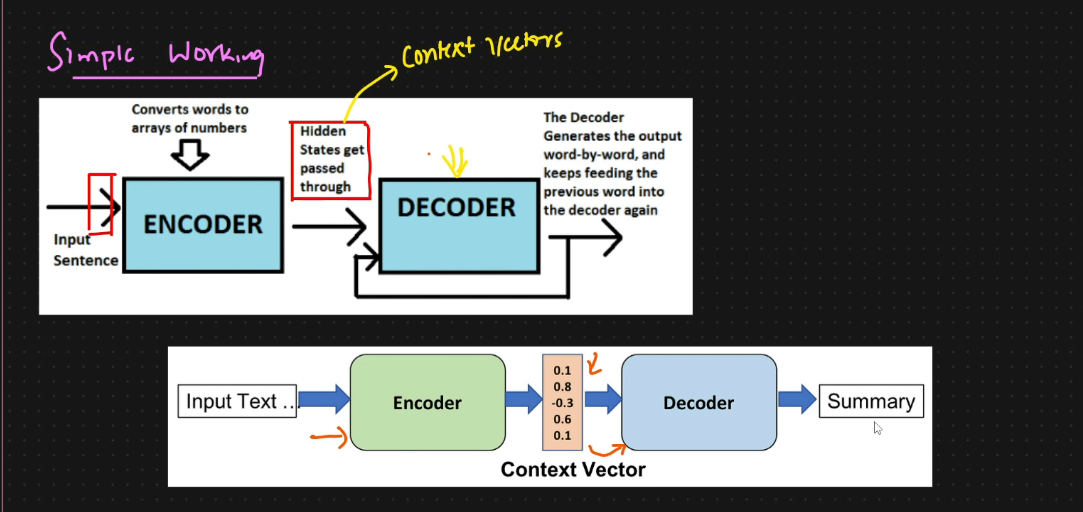 Simple Working
Context Vectors
Converts words to
arrays of numbers
Hidden
States get
passed
through
The Decoder
Generates the output
word-by-word, and
keeps feeding the
previous word into
the decoder again
ENCODER
DECODER
Input
Sentence
Input Text ...
Encoder
0.1
0.8
-0.3
0.6
0.1
Decoder
Summary
Context Vector